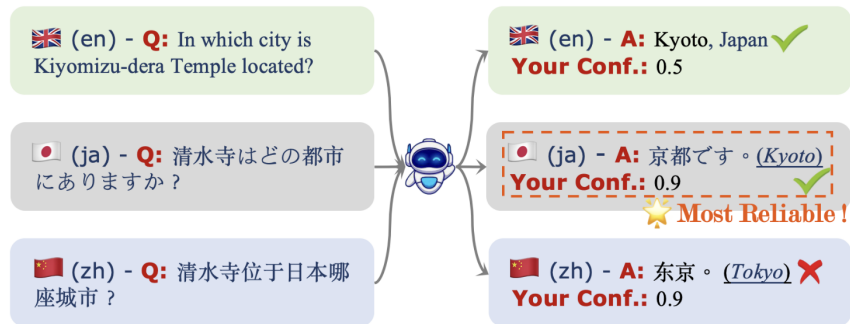 (en) - Q: In which city is
Kiyomizu-dera Temple located?
(en) - A: Kyoto, Japan
Your Conf.: 0.5
(ja) - Q: 清水寺はどの都市
にありますか ?
(ja) - A: 京都です。(Kyoto)
Your Conf.: 0.9
Most Reliable !
(zh) - Q: 清水寺位于日本哪
座城市 ?
(zh) - A: 东京。 (Tokyo)
Your Conf.: 0.9